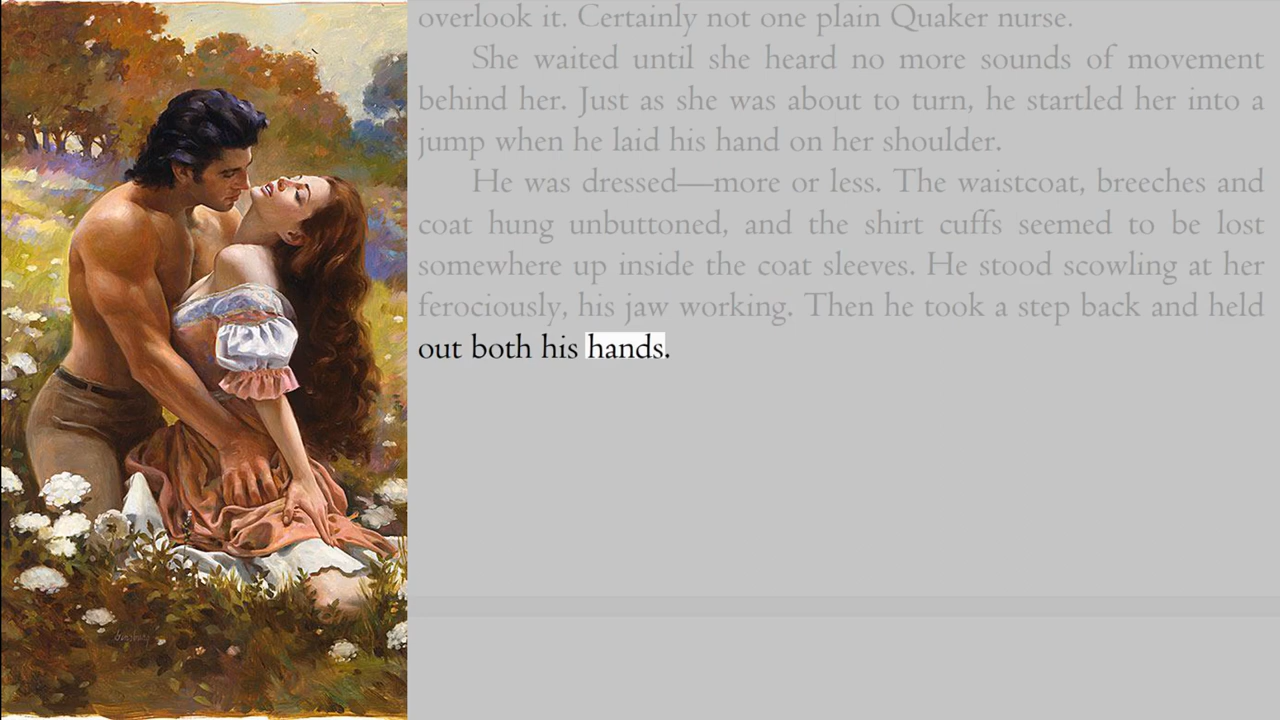 overlook it. Certainly not one plain Quaker nurse.
She waited until she heard no more sounds of movement
behind her. Just as she was about to turn, he startled her into a
jump when he laid his hand on her shoulder.
He was dressed—more or less. The waistcoat, breeches and
coat hung unbuttoned, and the shirt cuffs seemed to be lost
somewhere up inside the coat sleeves. He stood scowling at her
ferociously, his jaw working. Then he took a step back and held
out both his hands.